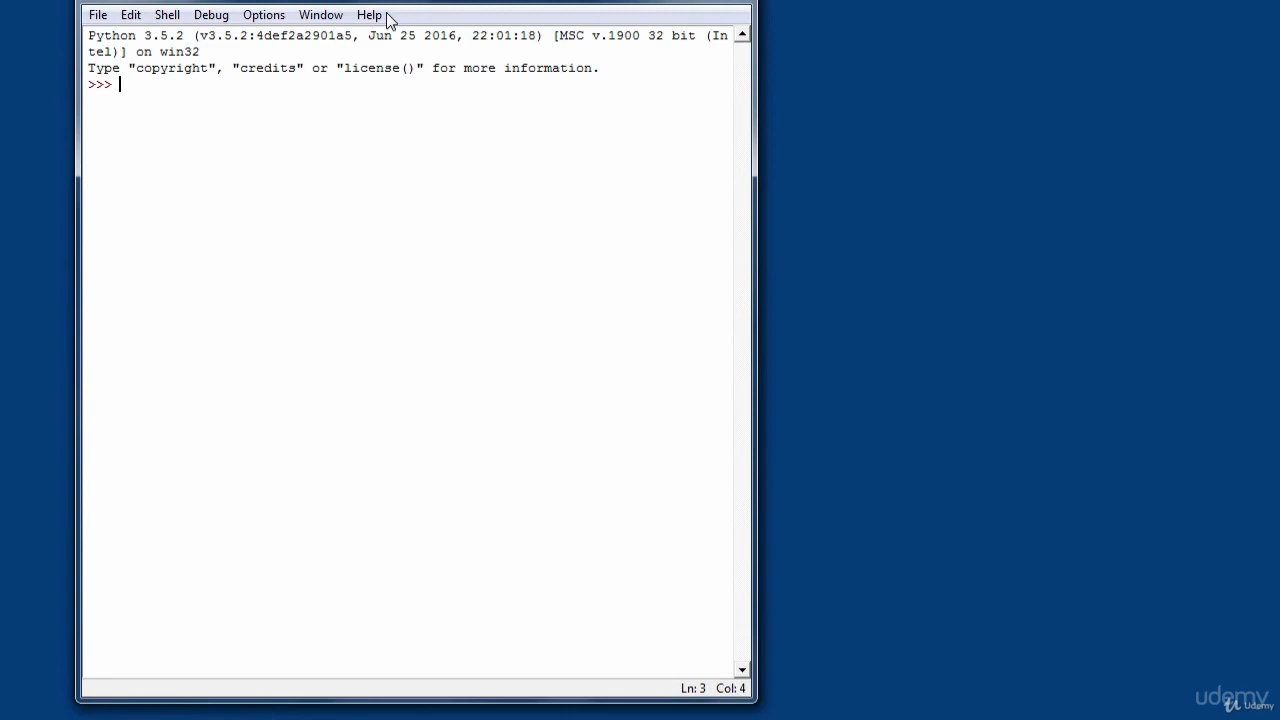 File Edit Shell Debug Options Window Help
Python 3.5.2 (v3.5.2:4def2a2901a5, Jun 25 2016, 22:01:18) [MSC v.1900 32 bit (In
tel)] on win32
Type "copyright", "credits" or "license()" for more information.
>>>
Ln: 3 Col: 4
udemy
Udemy